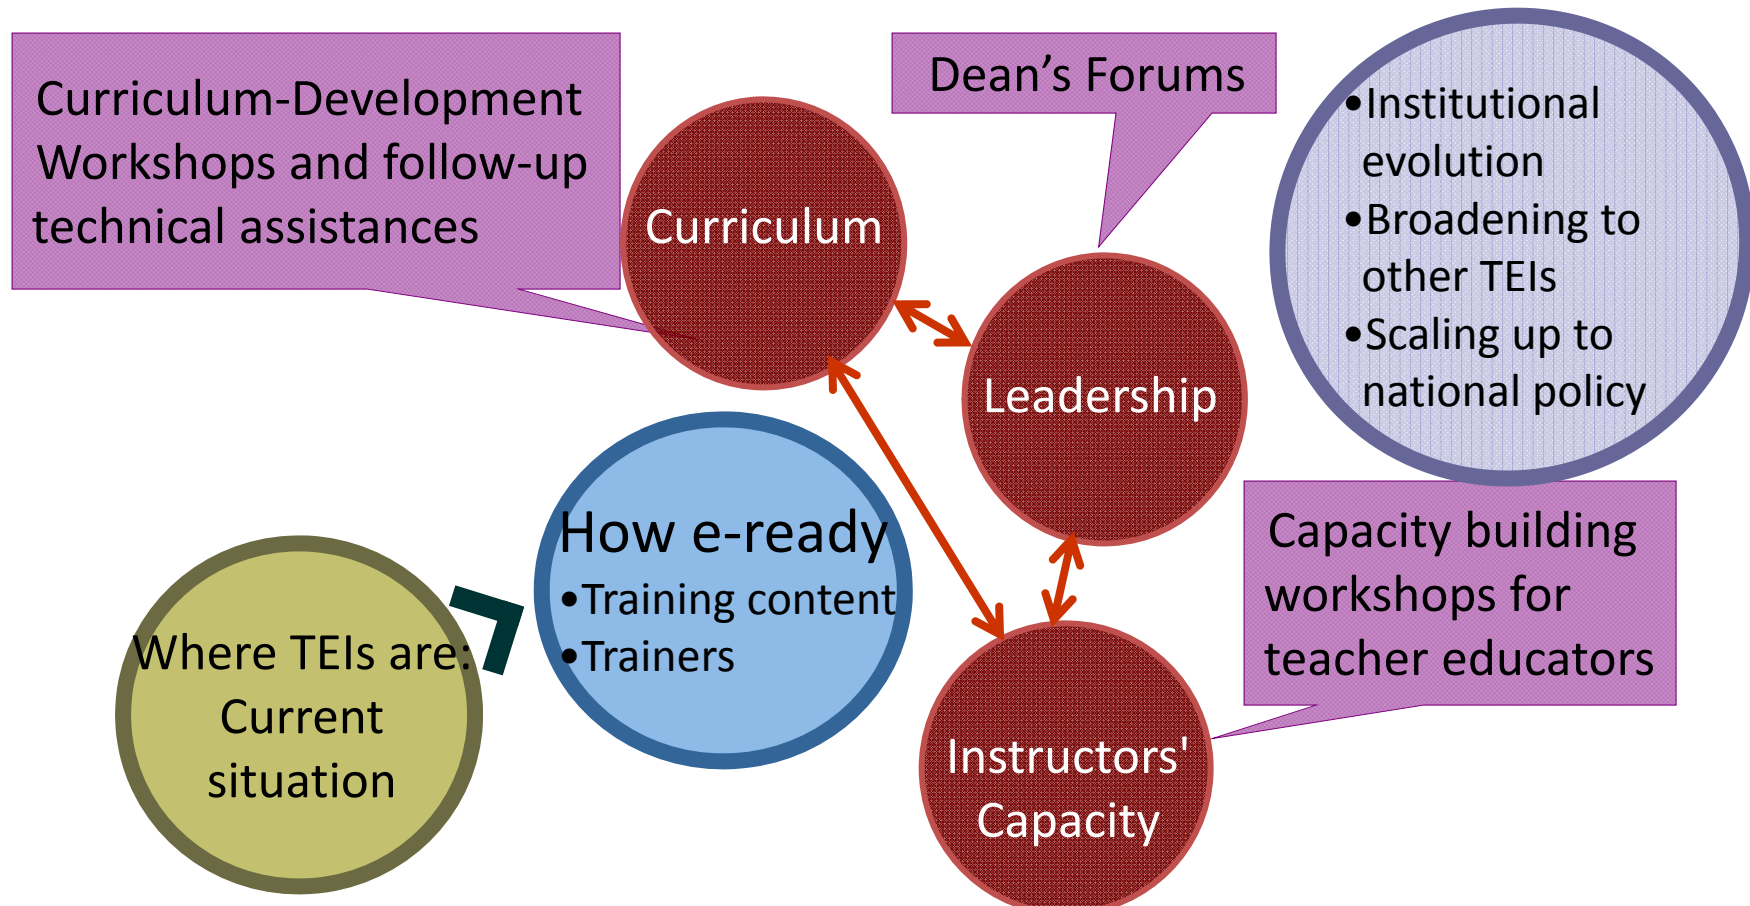 Curriculum-Development
Workshops and follow-up
technical assistances
Dean’s Forums
•Institutional
evolution
•Broadening to
other TEIs
•Scaling up to
national policy
Curriculum
Leadership
How e-ready
•Training content
•Trainers
Where TEIs are:
Current
situation
Capacity building
workshops for
teacher educators
Instructors'
Capacity